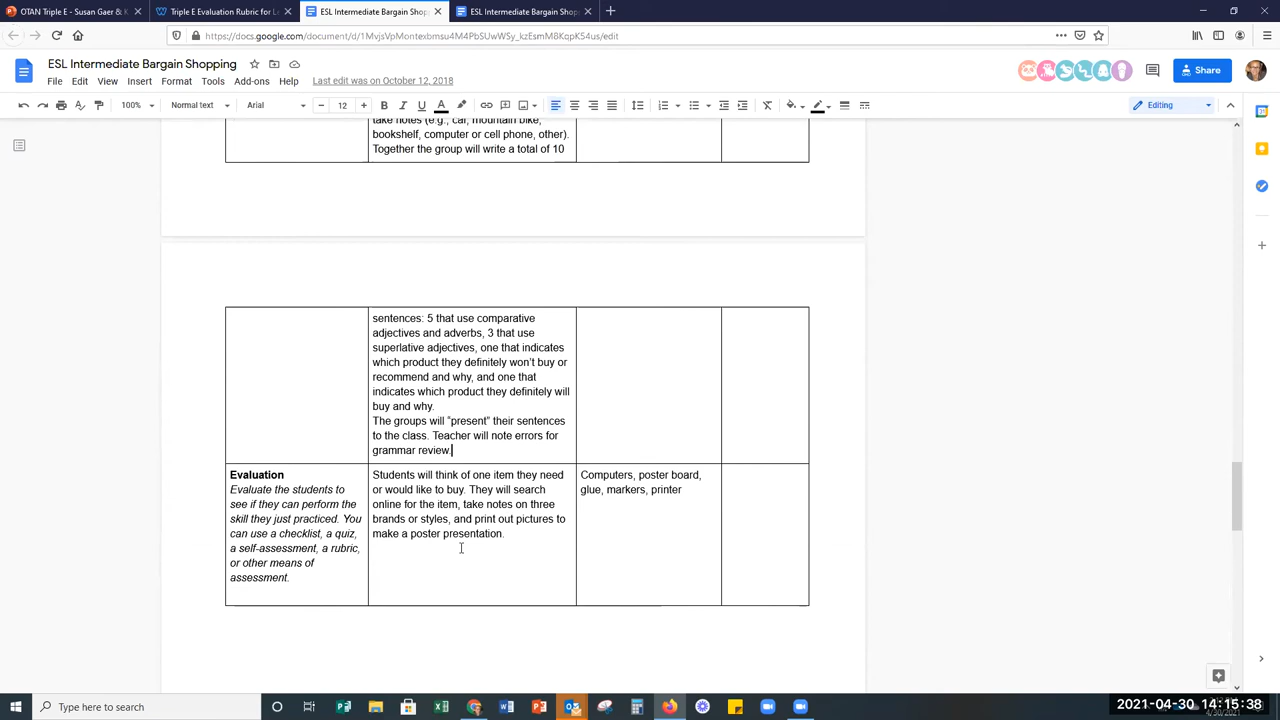 OTAN Triple E - Susan Gaer & K
Triple E Evaluation Rubric for Le
ESL Intermediate Bargain Shopp
ESL Intermediate Bargain Shopp
ESL Intermediate Bargain Shopping
File Edit View Insert Format Tools Add-ons Help
Last edit was on October 12, 2018
Share
100%
Normal text
Arial
12
Editing
take notes (e.g., car, mountain bike,
bookshelf, computer or cell phone, other).
Together the group will write a total of 10
sentences: 5 that use comparative
adjectives and adverbs, 3 that use
superlative adjectives, one that indicates
which product they definitely won't buy or
recommend and why, and one that
indicates which product they definitely will
buy and why.
The groups will "present" their sentences
to the class. Teacher will note errors for
grammar review.
Evaluation
Evaluate the students to
see if they can perform the
skill they just practiced. You
can use a checklist, a quiz,
a self-assessment, a rubric,
or other means of
assessment.
Students will think of one item they need
or would like to buy. They will search
online for the item, take notes on three
brands or styles, and print out pictures to
make a poster presentation.
Computers, poster board,
glue, markers, printer
Type here to search
2021-04-30 14:15:38